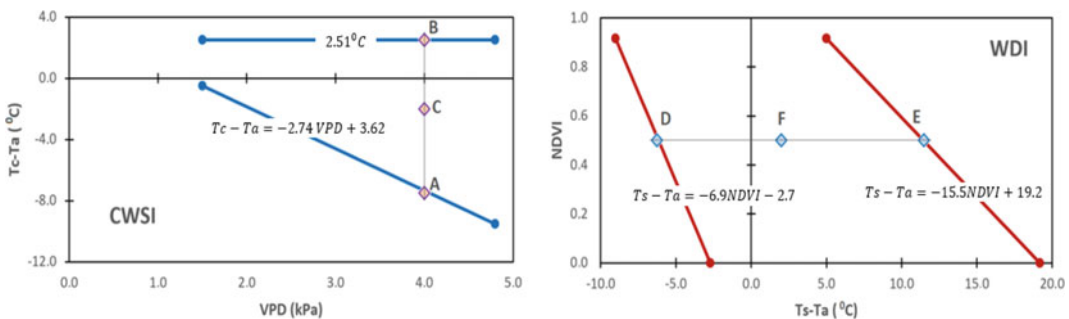 4.0
B
2.51⁰C
0.0
C
-4.0
Tc − Ta = −2.74 VPD + 3.62
A
-8.0
CWSI
-12.0
0.0 1.0 2.0 3.0 4.0 5.0
VPD (kPa)
Tc-Ta (⁰C)
1.0
WDI
0.8
0.6
D F E
0.4
Ts − Ta = −6.9NDVI − 2.7
Ts − Ta = −15.5NDVI + 19.2
0.2
0.0
-10.0 -5.0 0.0 5.0 10.0 15.0 20.0
Ts-Ta (⁰C)
NDVI